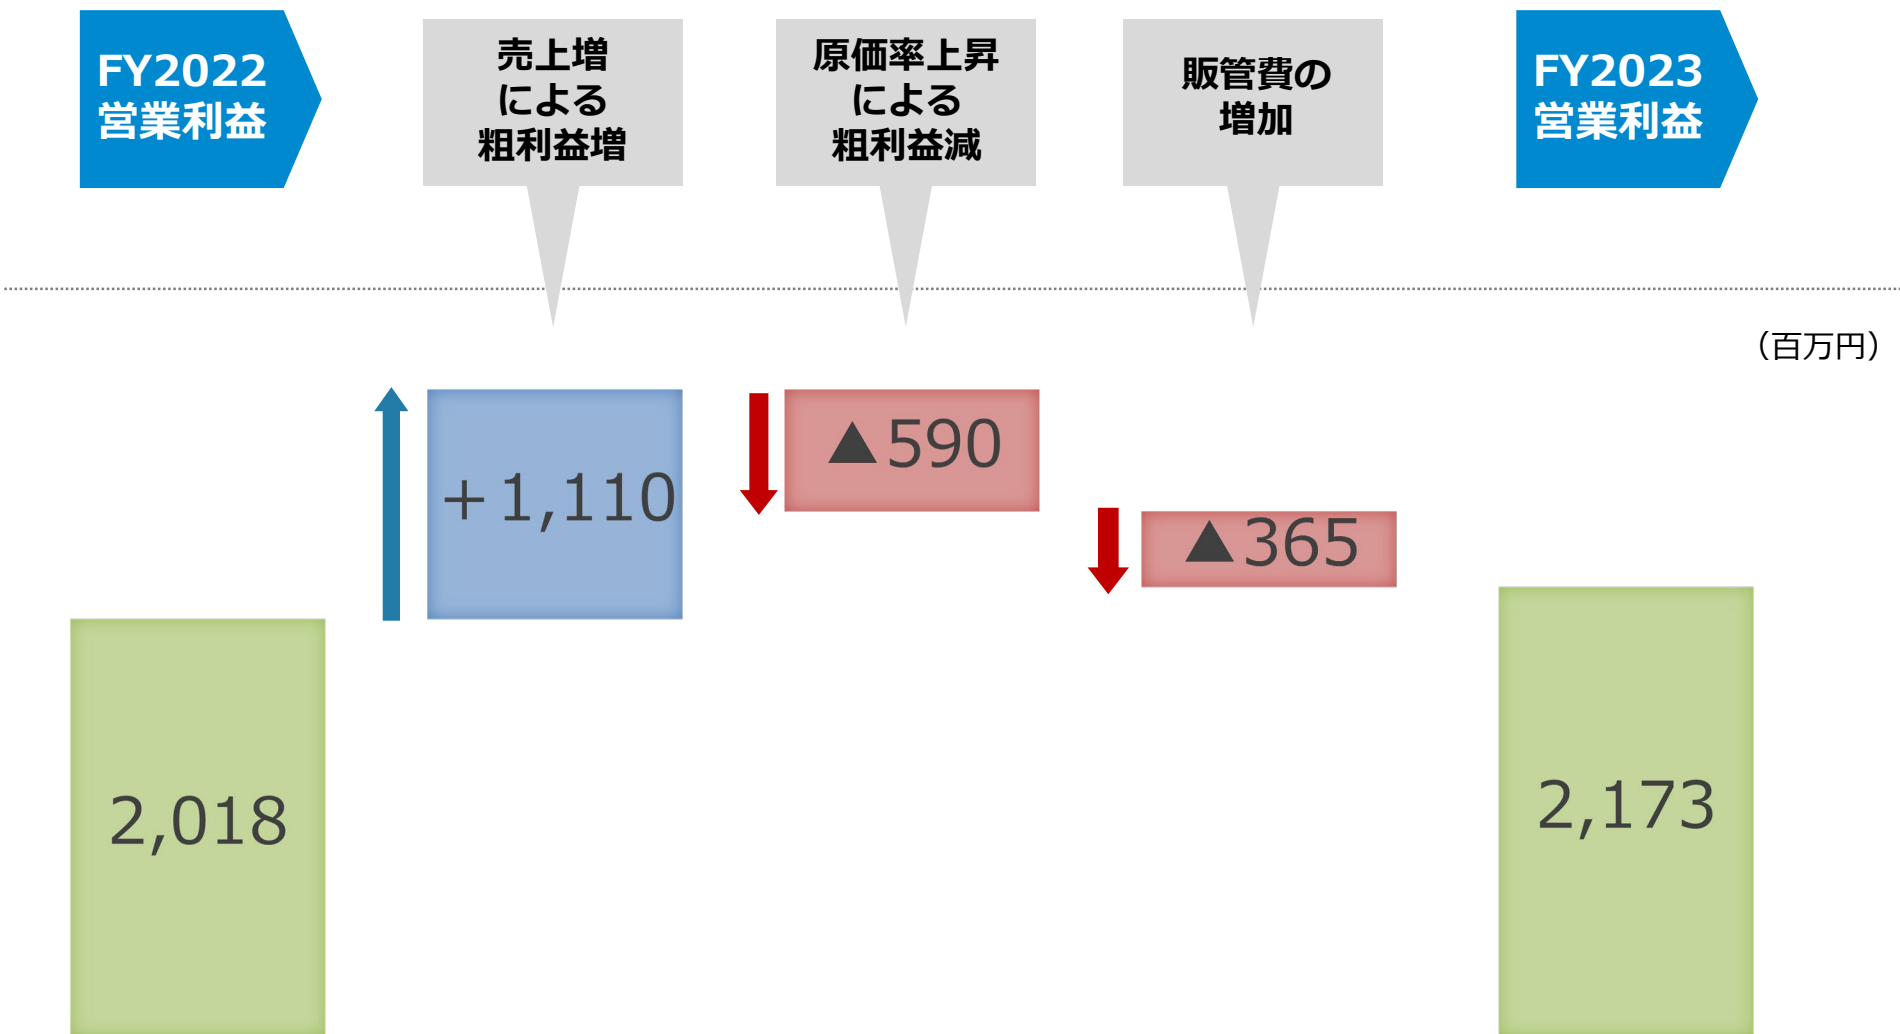 FY2022
営業利益
売上増
による
粗利益増
原価率上昇
による
粗利益減
販管費の
増加
FY2023
営業利益
（百万円）
＋1,110
▲590
▲365
2,018
2,173